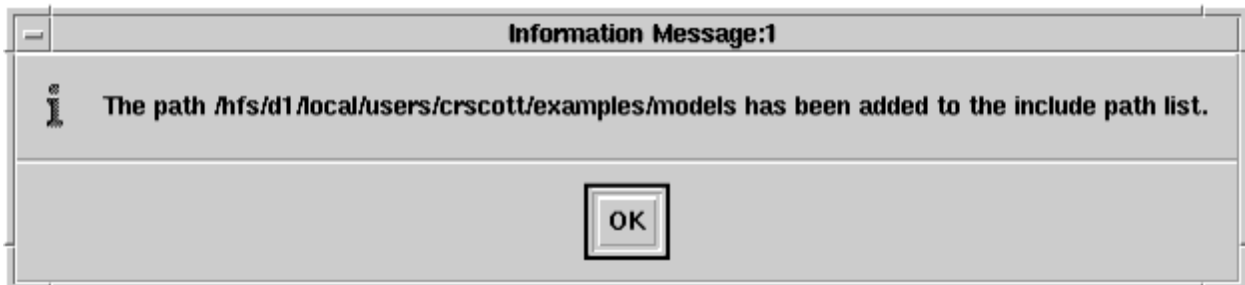 Information Message:1
The path /hfs/d1/local/users/crscott/examples/models has been added to the include path list.
OK